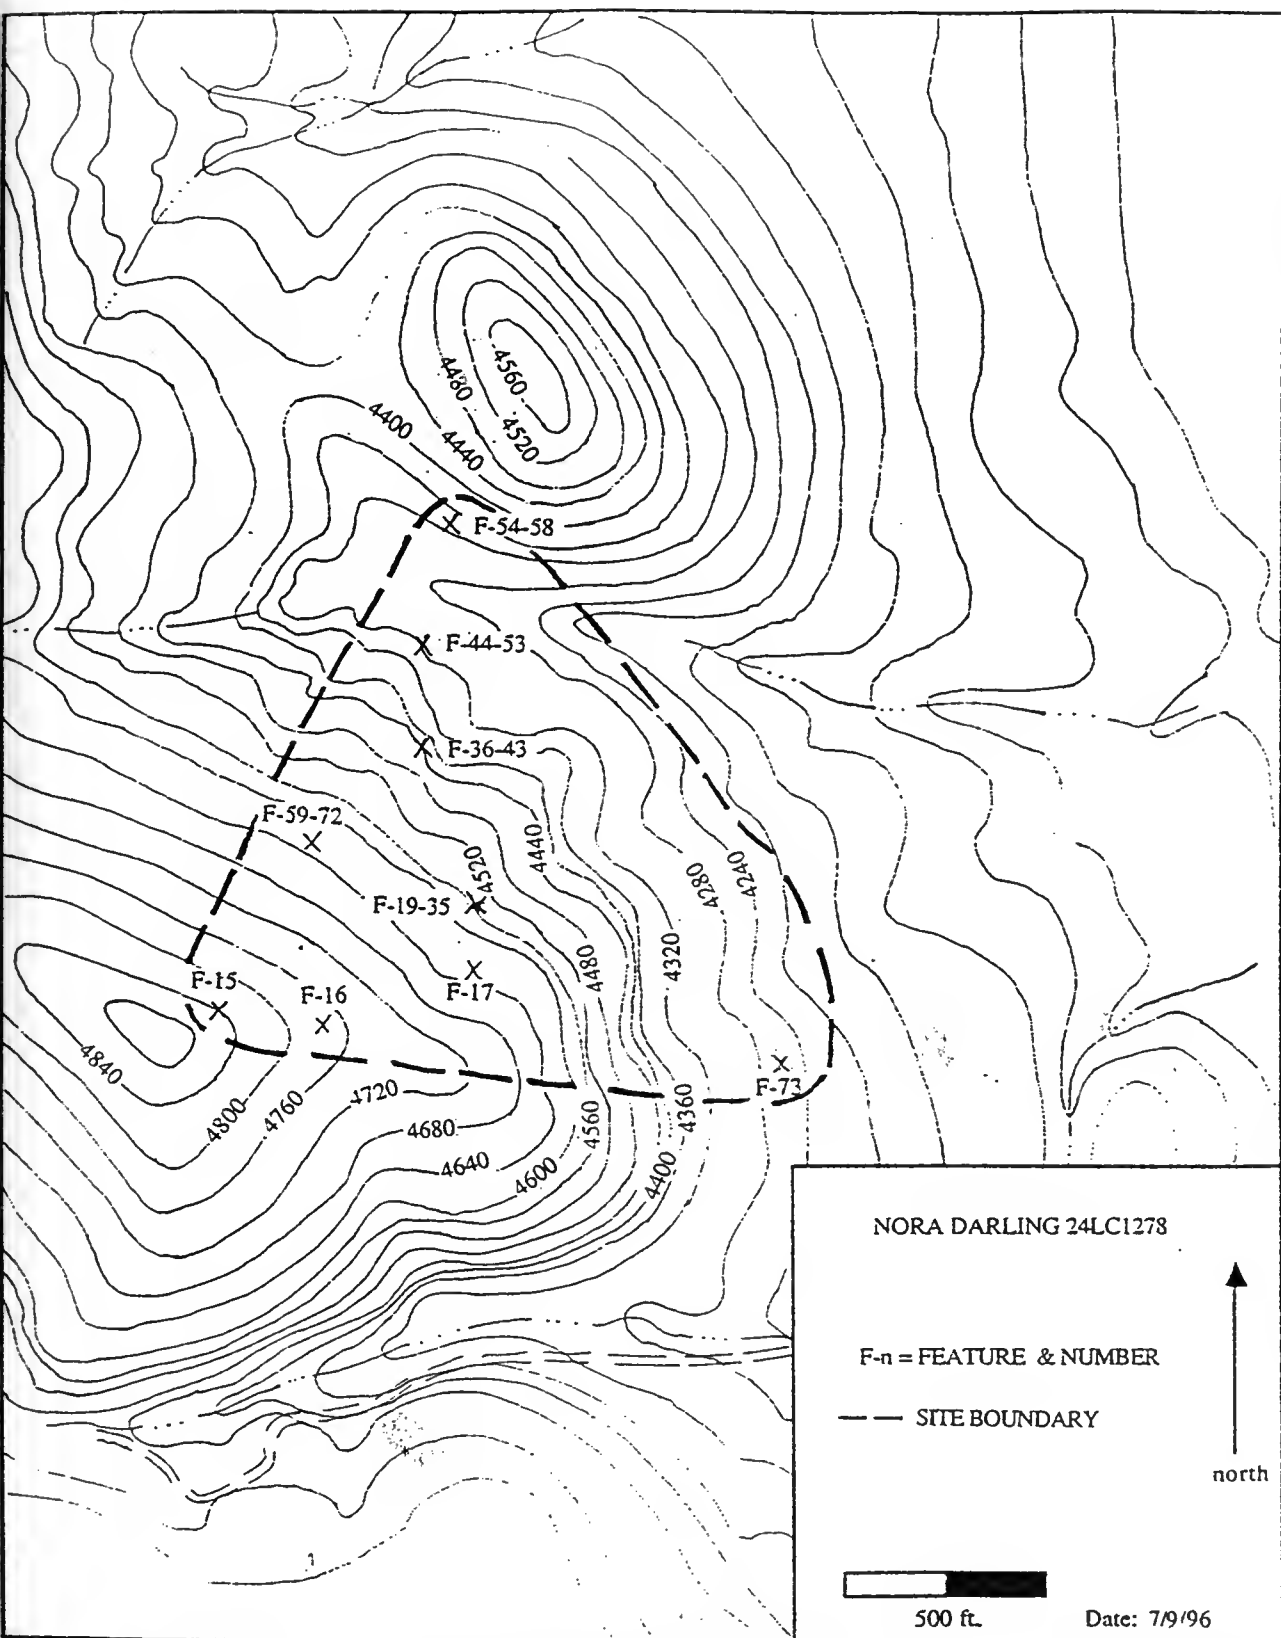 4560
4480
4520
4400
4440
F-54-58
F-44-53
F-36-43
F-59-72
4440
4520
4240
4280
F-19-35
4320
4480
F-15
F-16
F-17
4840
F-73
4720
4800
4760
4360
4560
4680
4640
4600
4400
NORA DARLING 24LC1278
F-n = FEATURE & NUMBER
SITE BOUNDARY
north
500 ft.
Date: 7/9/96